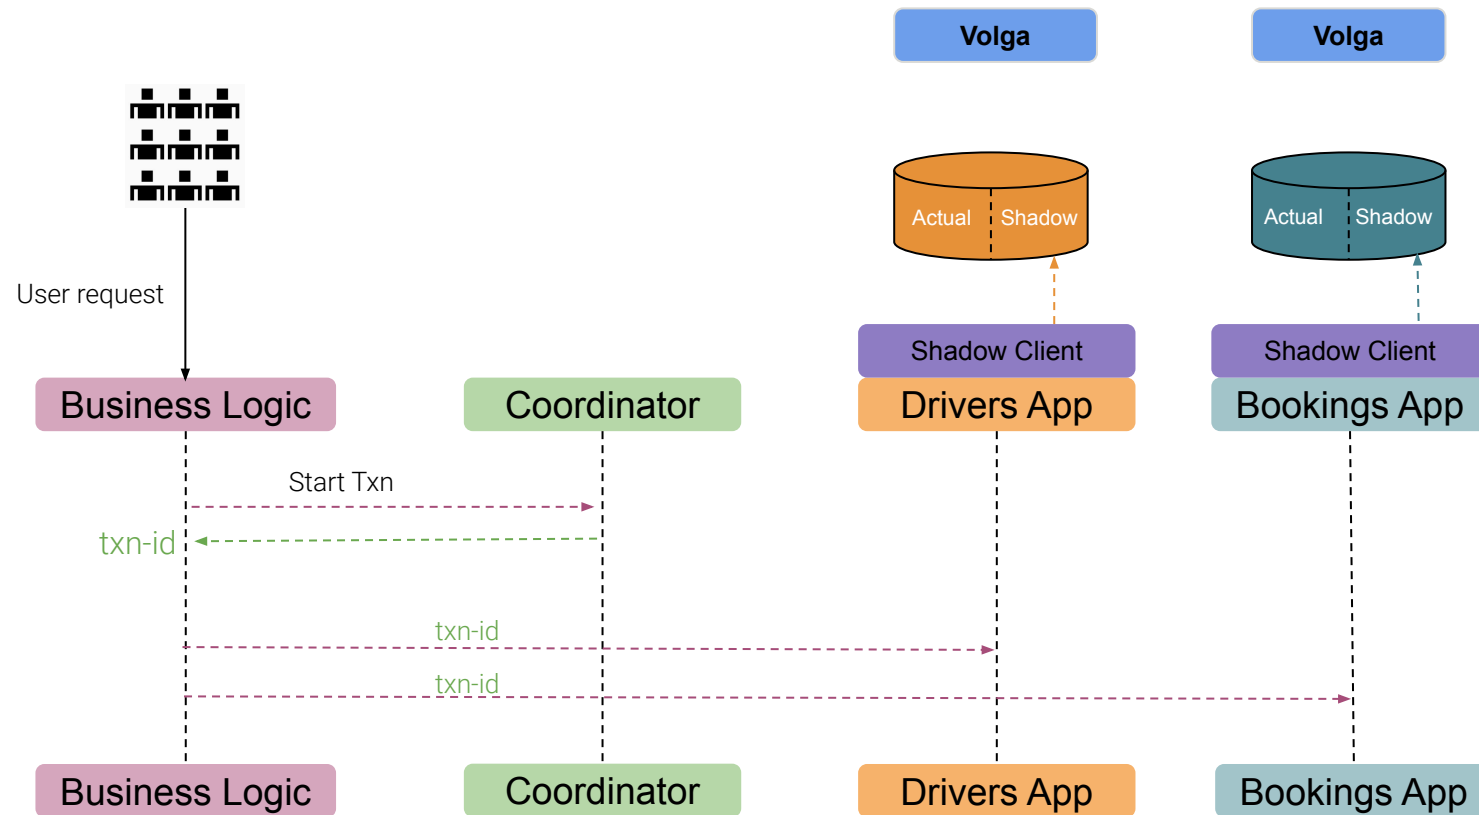 Volga
Volga
Actual
Shadow
Actual
Shadow
User request
Shadow Client
Shadow Client
Business Logic
Coordinator
Drivers App
Bookings App
Start Txn
txn-id
txn-id
txn-id
Business Logic
Coordinator
Drivers App
Bookings App